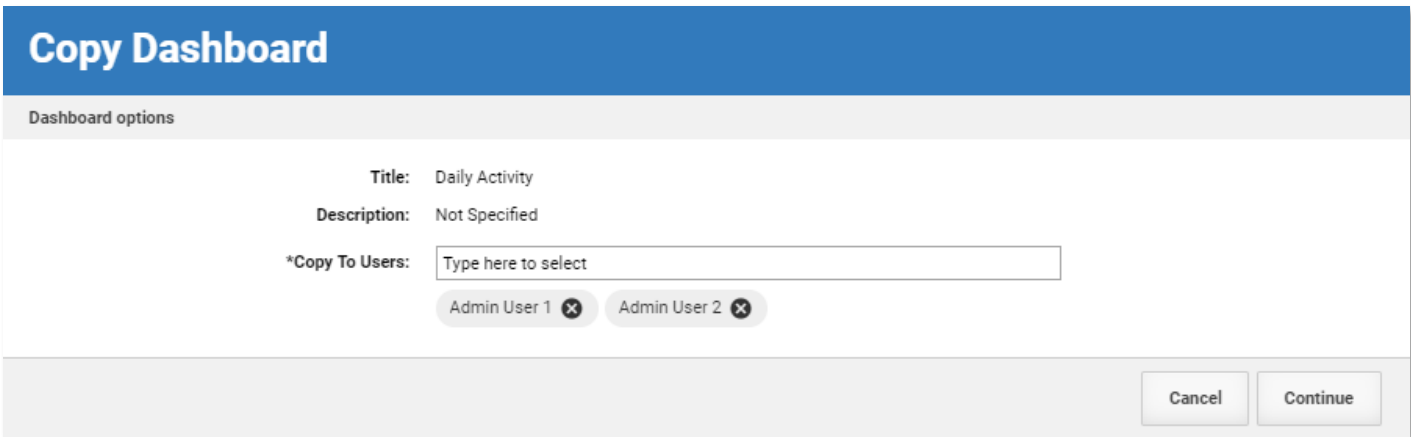 Copy Dashboard
Dashboard options
Title: Daily Activity
Description: Not Specified
*Copy To Users: Type here to select
Admin User 1 Admin User 2
Cancel Continue